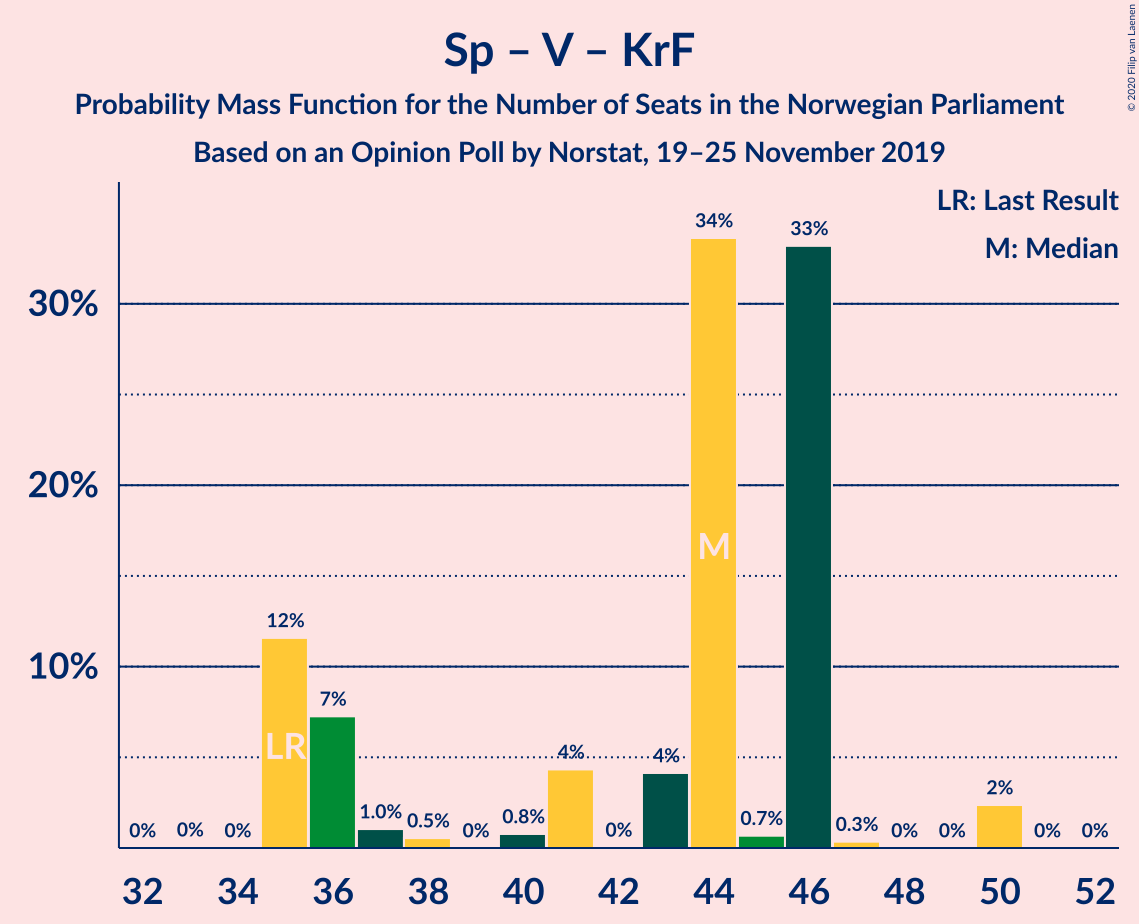 Sp – V – KrF
Probability Mass Function for the Number of Seats in the Norwegian Parliament
Based on an Opinion Poll by Norstat, 19–25 November 2019
© 2020 Filip van Laenen
LR: Last Result
M: Median
34%
33%
30%
20%
M
12%
10%
7%
LR
4%
4%
2%
1.0%
0.5%
0.8%
0.7%
0.3%
0%
0%
0%
0%
0%
0%
0%
0%
0%
32 34 36 38 40 42 44 46 48 50 52